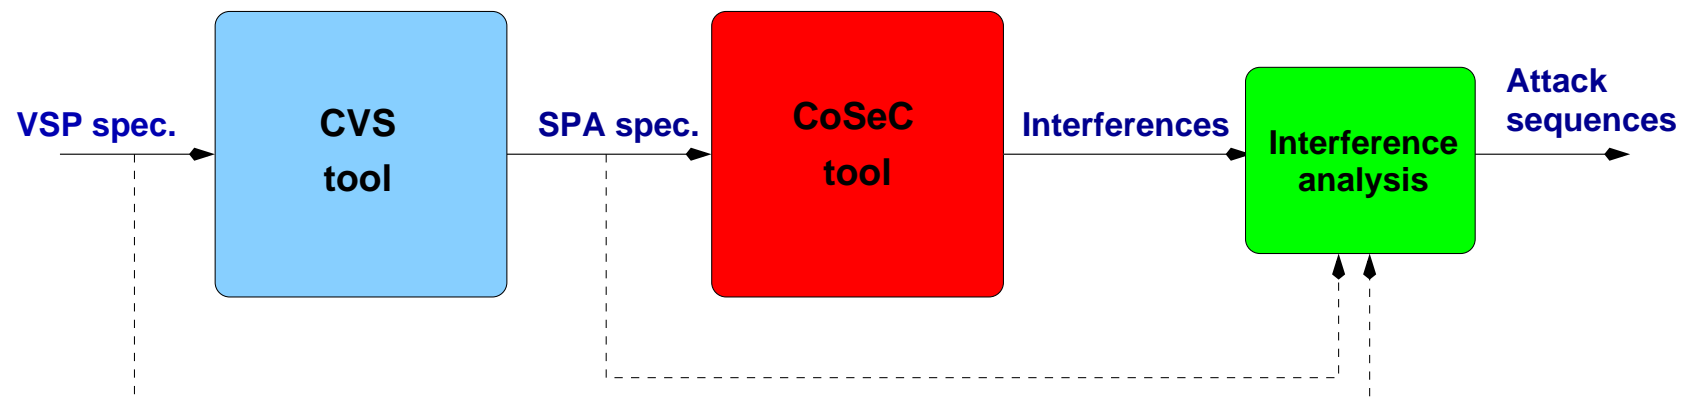 VSP spec.
CVS
tool
SPA spec.
CoSeC
tool
Interferences
Interference
analysis
Attack
sequences